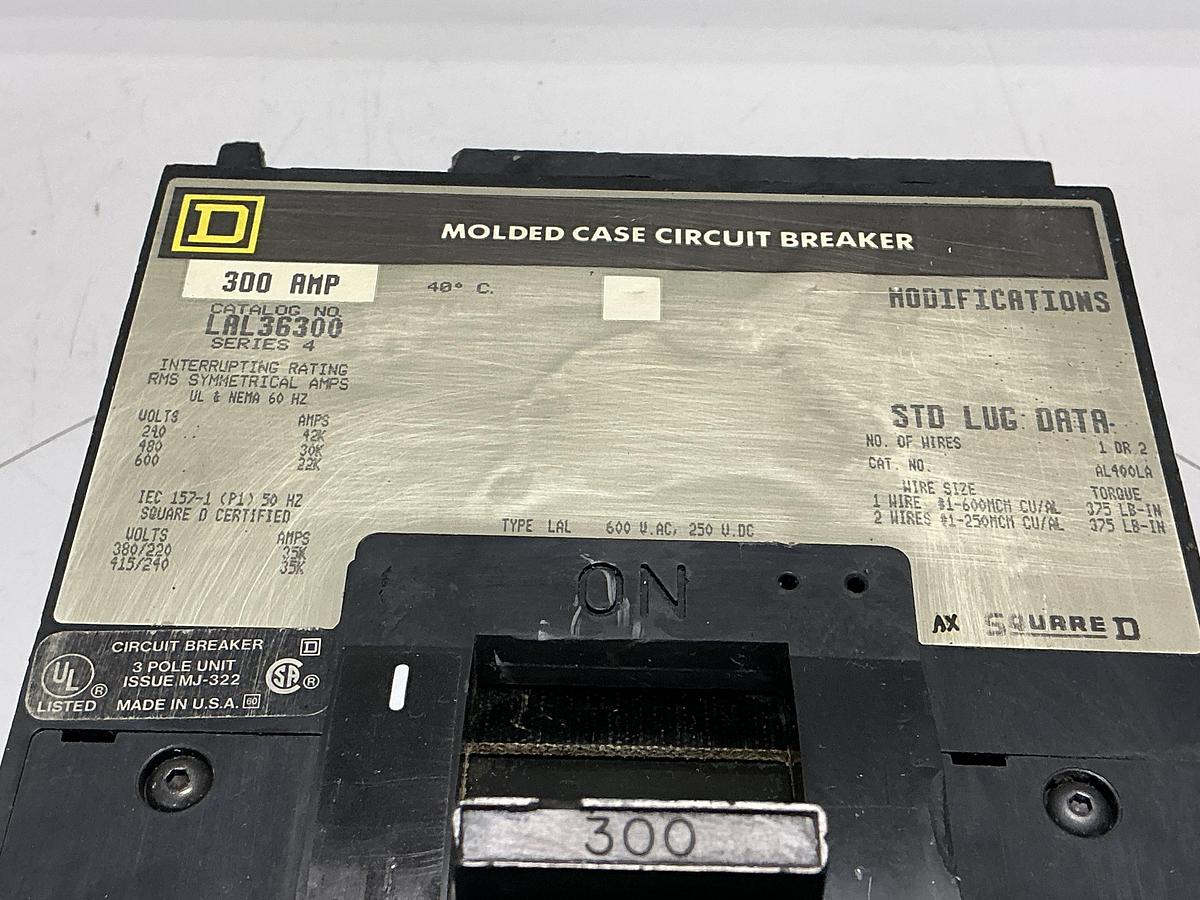 D
MOLDED CASE CIRCUIT BREAKER
300 AMP
40° C.
CATALOG NO.
LAL36300
SERIES 4
INTERRUPTING RATING
RMS SYMMETRICAL AMPS
UL & NEMA 60 HZ
VOLTS AMPS
240 42K
480 30K
600 22K
IEC 157-1 (P1) 50 HZ
SQUARE D CERTIFIED
VOLTS AMPS
380/220 35K
415/240 35K
MODIFICATIONS
STD LUG DATA
NO. OF WIRES 1 OR 2
CAT. NO. AL400LA
WIRE SIZE TORQUE
1 WIRE #1-600MCM CU/AL 375 LB-IN
2 WIRES #1-250MCM CU/AL 375 LB-IN
TYPE LAL 600 V.AC, 250 V.DC
AX SQUARE D
ON
UL ® LISTED
CIRCUIT BREAKER D
3 POLE UNIT
ISSUE MJ-322
MADE IN U.S.A. 60
SA ®
300